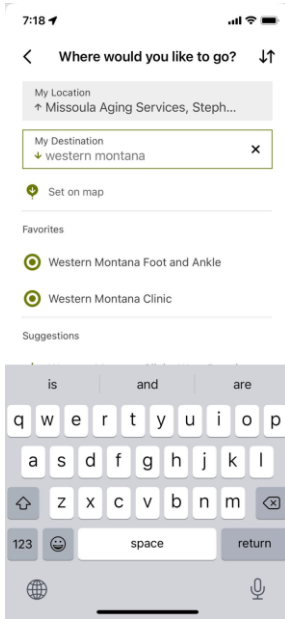 7:18
Where would you like to go?
My Location
Missoula Aging Services, Steph...
My Destination
western montana
Set on map
Favorites
Western Montana Foot and Ankle
Western Montana Clinic
Suggestions
is and are
q w e r t y u i o p
a s d f g h j k l
z x c v b n m
123 space return